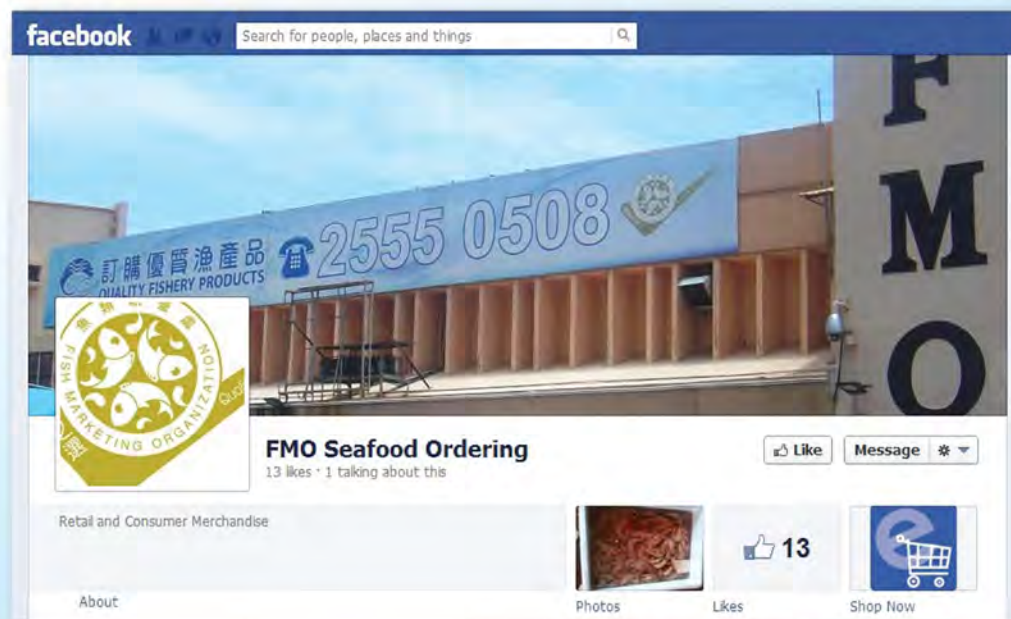 facebook
Search for people, places and things
F
M
O
訂購優質漁產品
QUALITY FISHERY PRODUCTS
2555 0508
FISH MARKETING ORGANIZATION
FMO Seafood Ordering
13 likes · 1 talking about this
Like
Message
Retail and Consumer Merchandise
13
About
Photos
Likes
Shop Now